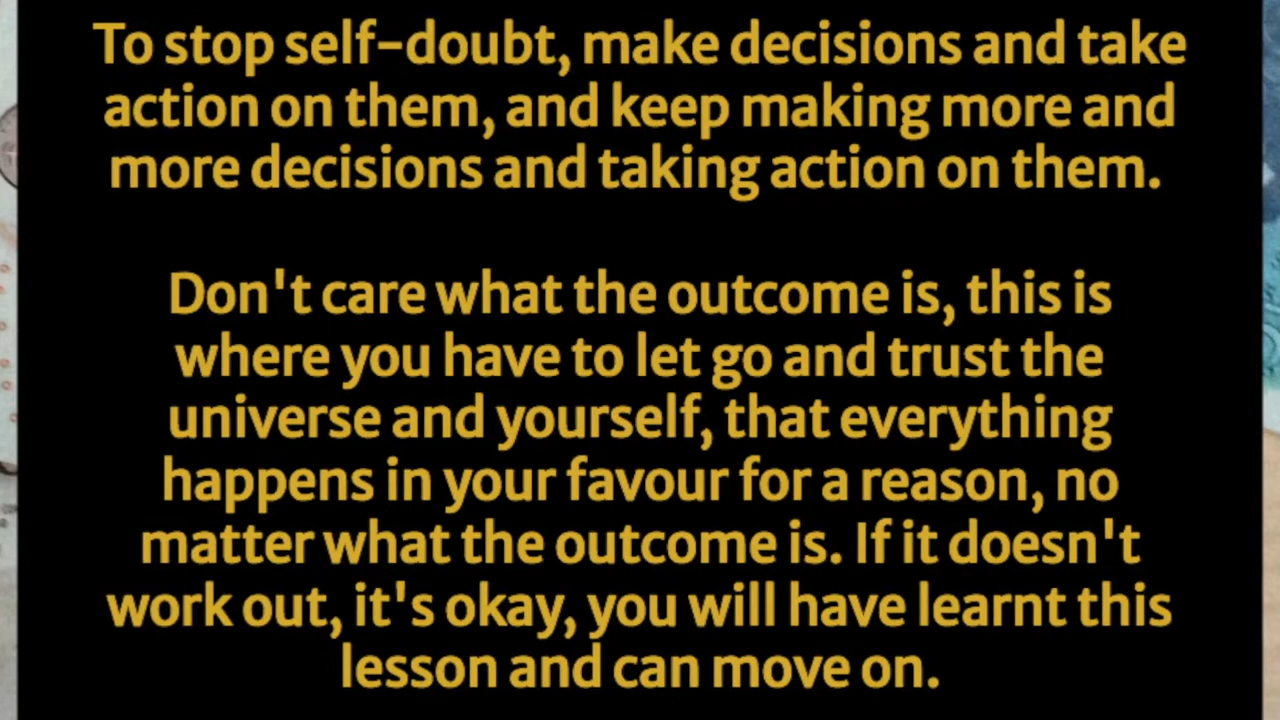 To stop self-doubt, make decisions and take
action on them, and keep making more and
more decisions and taking action on them.
Don't care what the outcome is, this is
where you have to let go and trust the
universe and yourself, that everything
happens in your favour for a reason, no
matter what the outcome is. If it doesn't
work out, it's okay, you will have learnt this
lesson and can move on.